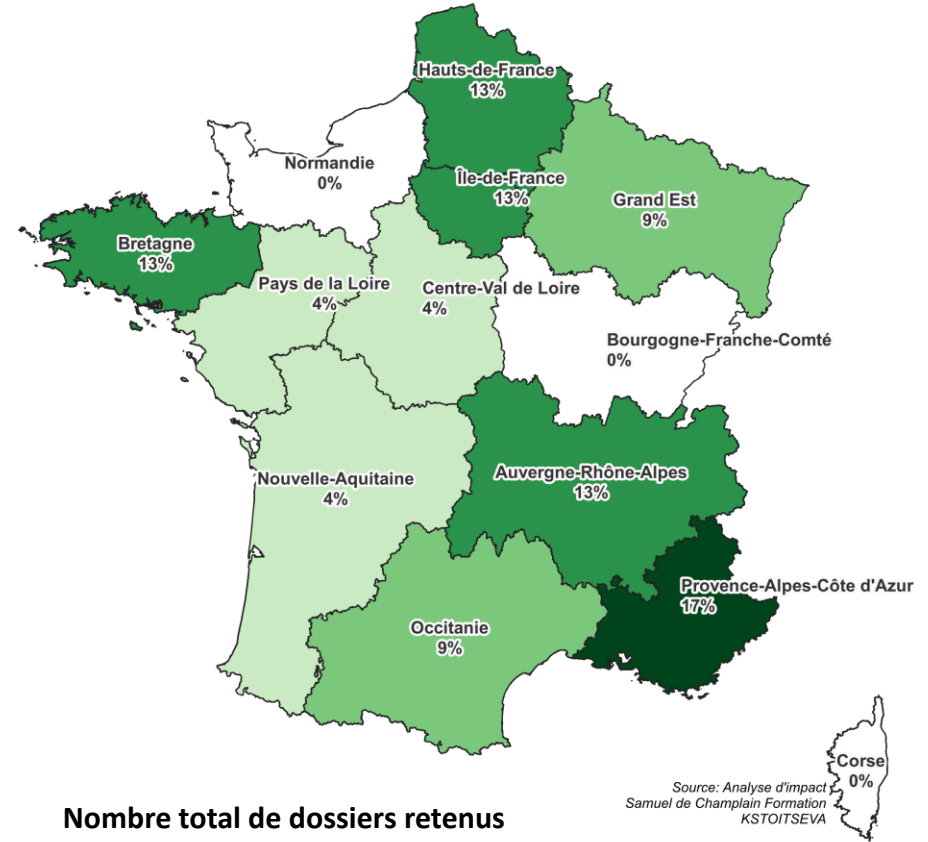 Hauts-de-France
13%
Normandie
0%
Île-de-France
13%
Grand Est
9%
Bretagne
13%
Pays de la Loire
4%
Centre-Val de Loire
4%
Bourgogne-Franche-Comté
0%
Nouvelle-Aquitaine
4%
Auvergne-Rhône-Alpes
13%
Provence-Alpes-Côte d'Azur
17%
Occitanie
9%
Corse
0%
Source: Analyse d'impact
Samuel de Champlain Formation
KSTOITSEVA
Nombre total de dossiers retenus